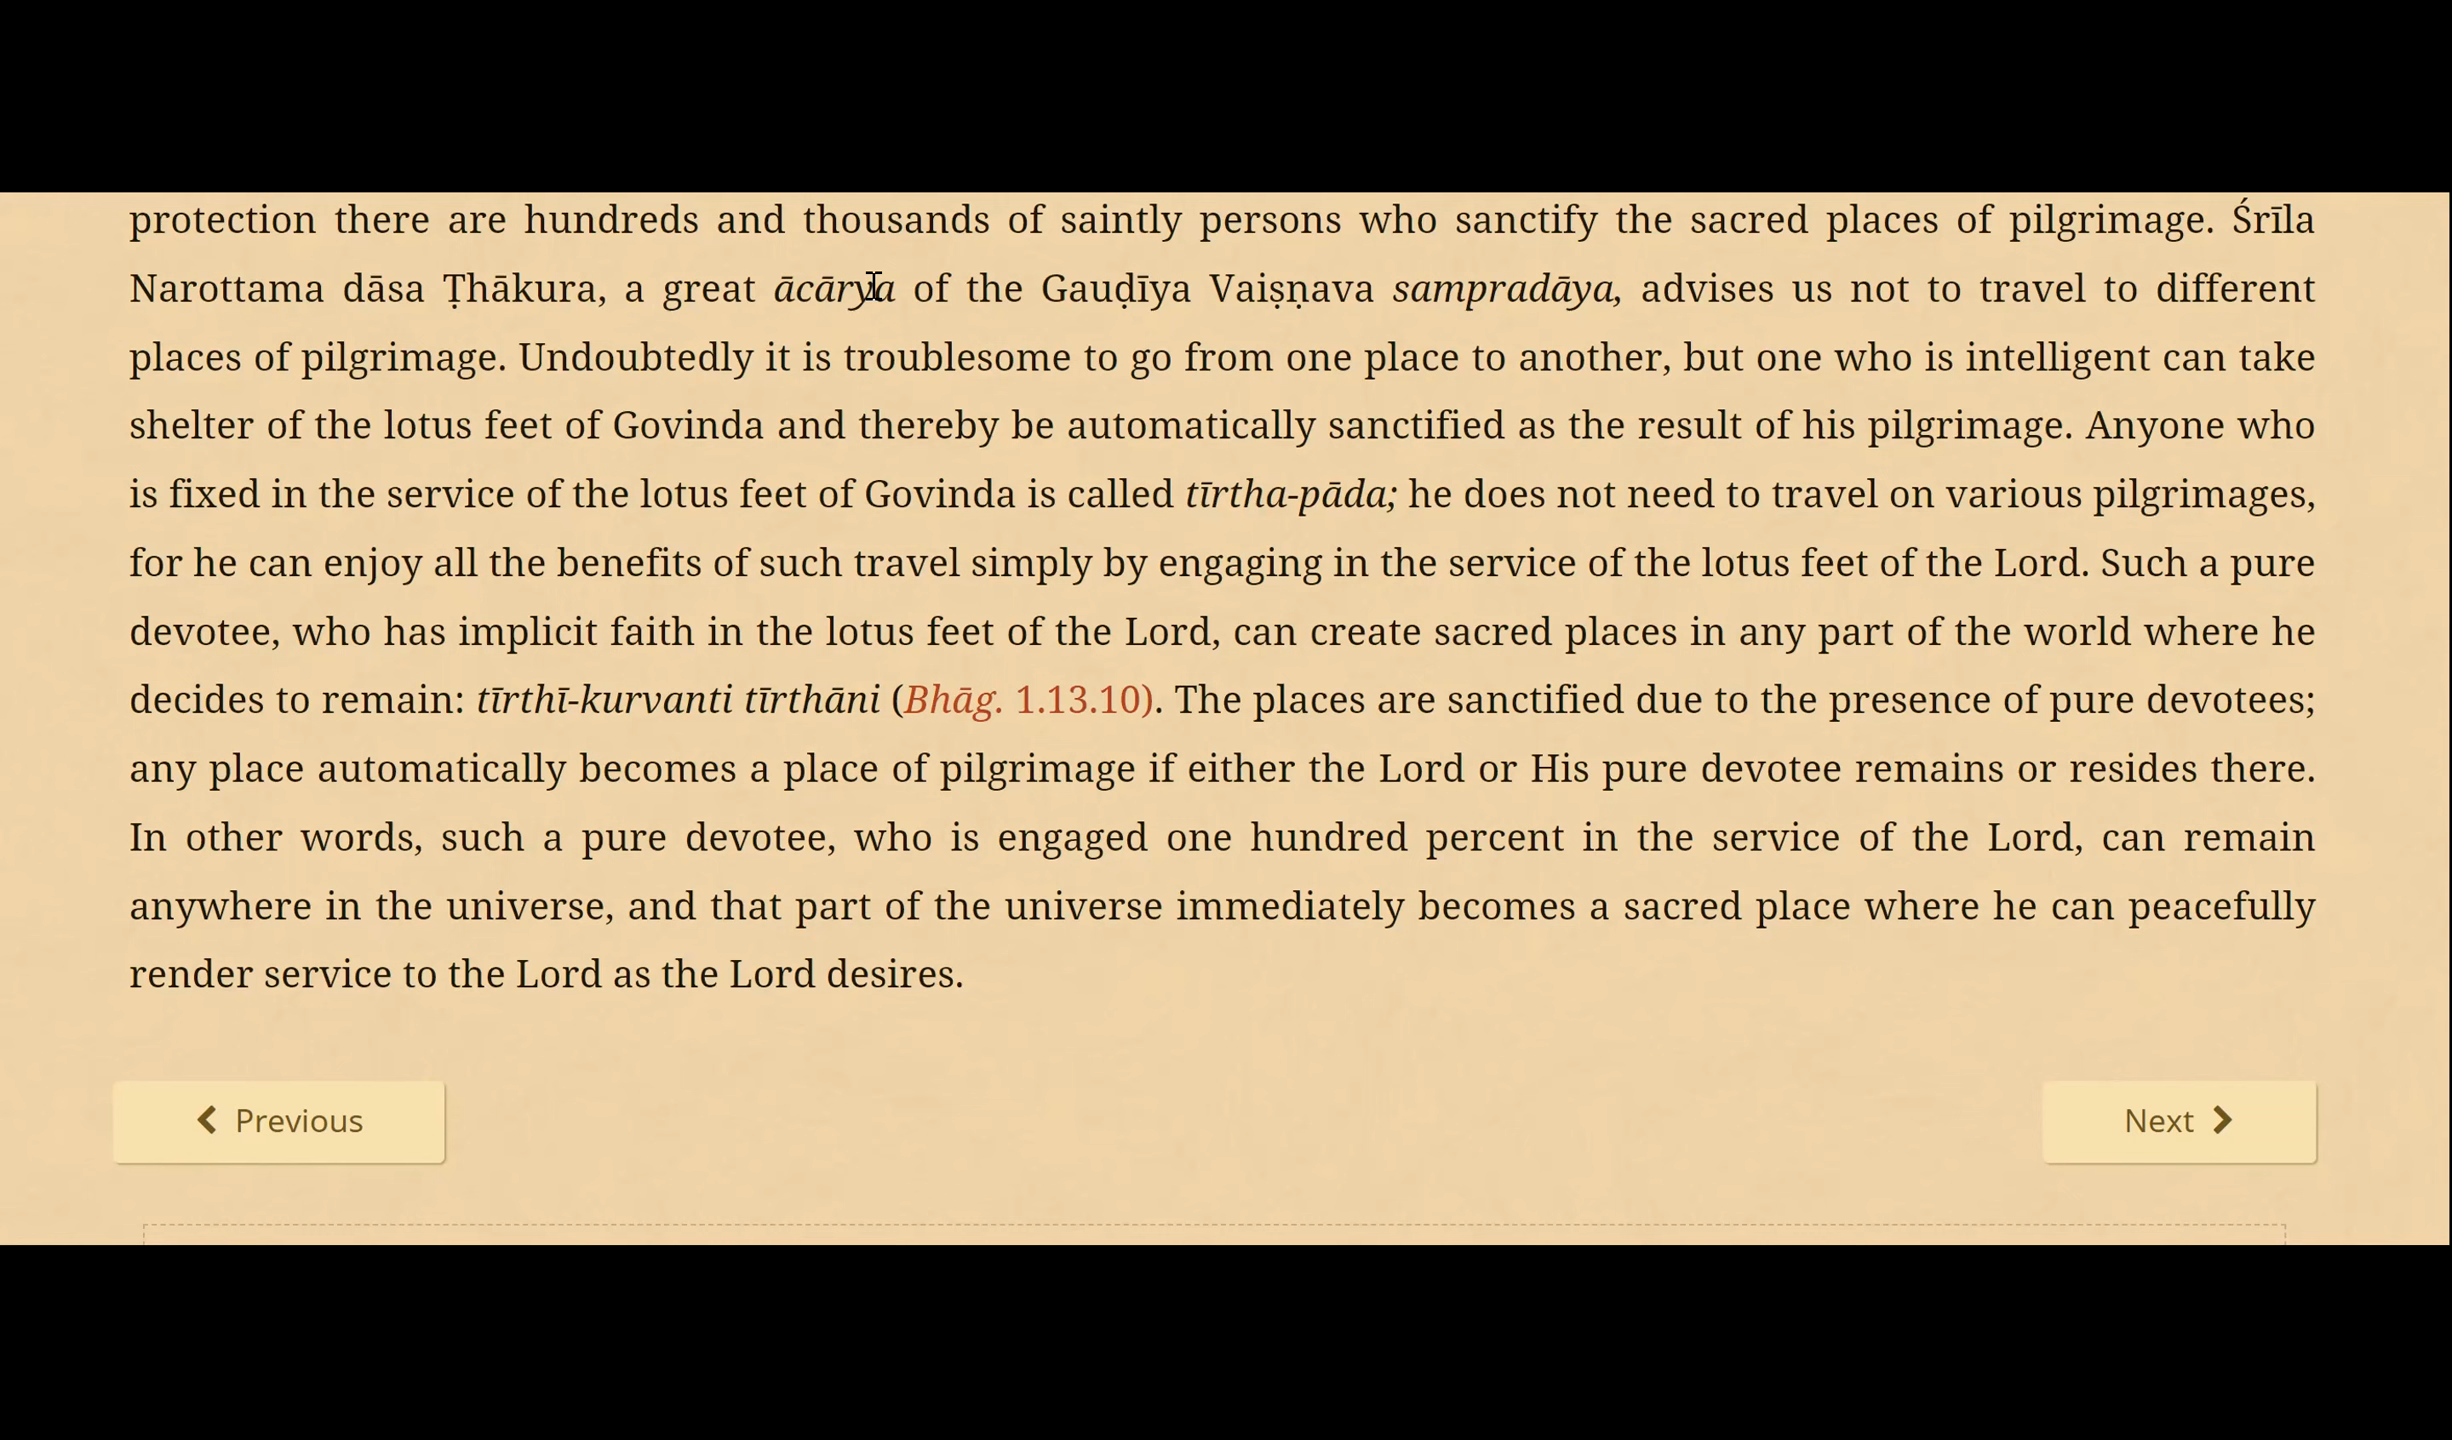 protection there are hundreds and thousands of saintly persons who sanctify the sacred places of pilgrimage. Śrīla
Narottama dāsa Ṭhākura, a great ācārya of the Gauḍīya Vaiṣṇava sampradāya, advises us not to travel to different
places of pilgrimage. Undoubtedly it is troublesome to go from one place to another, but one who is intelligent can take
shelter of the lotus feet of Govinda and thereby be automatically sanctified as the result of his pilgrimage. Anyone who
is fixed in the service of the lotus feet of Govinda is called tīrtha-pāda; he does not need to travel on various pilgrimages,
for he can enjoy all the benefits of such travel simply by engaging in the service of the lotus feet of the Lord. Such a pure
devotee, who has implicit faith in the lotus feet of the Lord, can create sacred places in any part of the world where he
decides to remain: tīrthī-kurvanti tīrthāni (Bhāg. 1.13.10). The places are sanctified due to the presence of pure devotees;
any place automatically becomes a place of pilgrimage if either the Lord or His pure devotee remains or resides there.
In other words, such a pure devotee, who is engaged one hundred percent in the service of the Lord, can remain
anywhere in the universe, and that part of the universe immediately becomes a sacred place where he can peacefully
render service to the Lord as the Lord desires.
Previous
Next